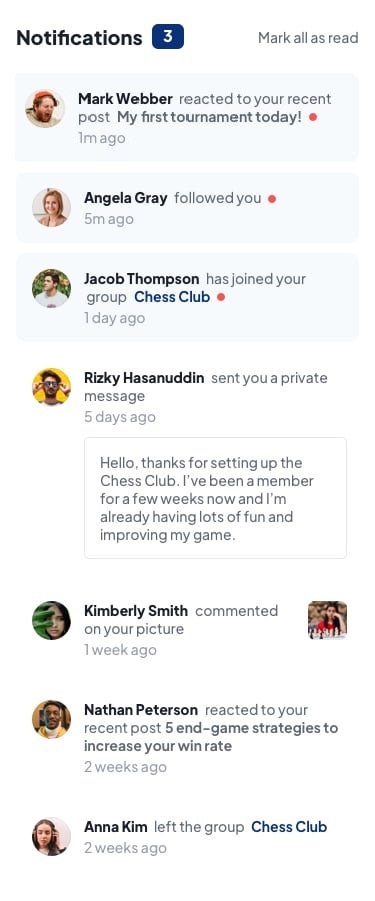 Notifications 3 Mark all as read
Mark Webber reacted to your recent
post My first tournament today!
1m ago
Angela Gray followed you
5m ago
Jacob Thompson has joined your
group Chess Club
1 day ago
Rizky Hasanuddin sent you a private
message
5 days ago
Hello, thanks for setting up the
Chess Club. I’ve been a member
for a few weeks now and I’m
already having lots of fun and
improving my game.
Kimberly Smith commented
on your picture
1 week ago
Nathan Peterson reacted to your
recent post 5 end-game strategies to
increase your win rate
2 weeks ago
Anna Kim left the group Chess Club
2 weeks ago